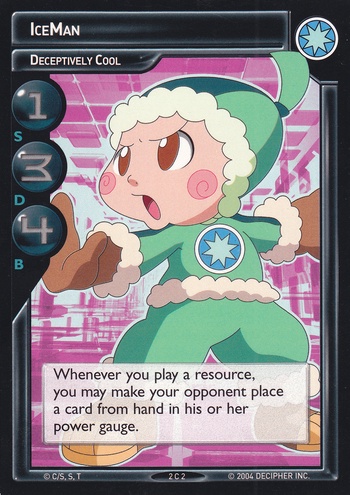 IceMan
Deceptively Cool
1
S
3
D
4
B
Whenever you play a resource,
you may make your opponent place
a card from hand in his or her
power gauge.
© C/S, S, T
2 C 2
© 2004 DECIPHER INC.